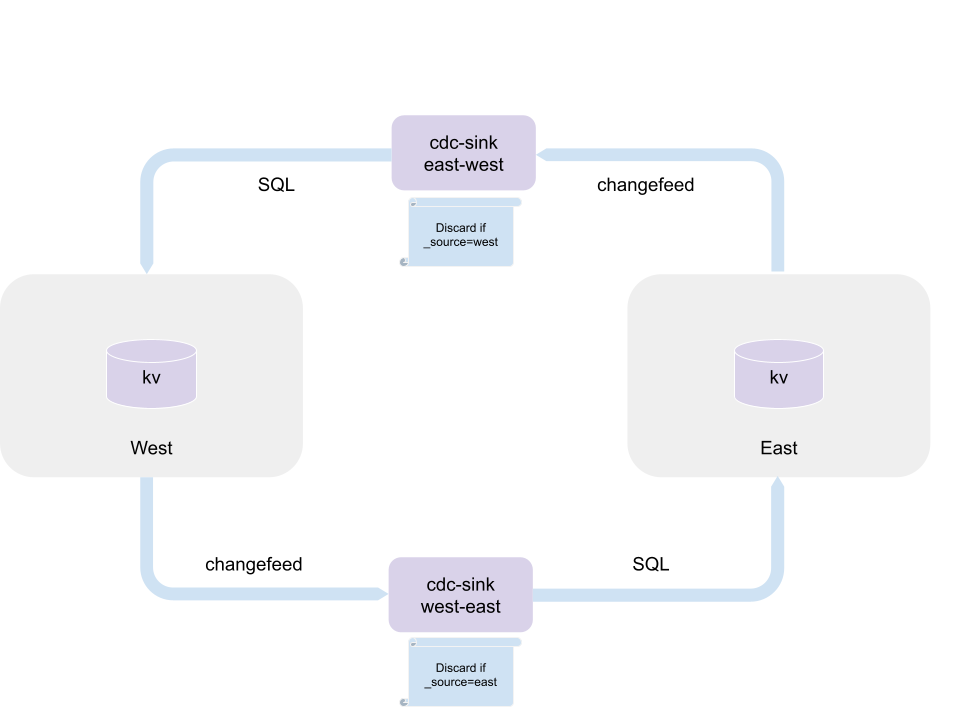 cdc-sink
east-west
SQL
changefeed
Discard if
_source=west
kv
kv
West
East
changefeed
SQL
cdc-sink
west-east
Discard if
_source=east